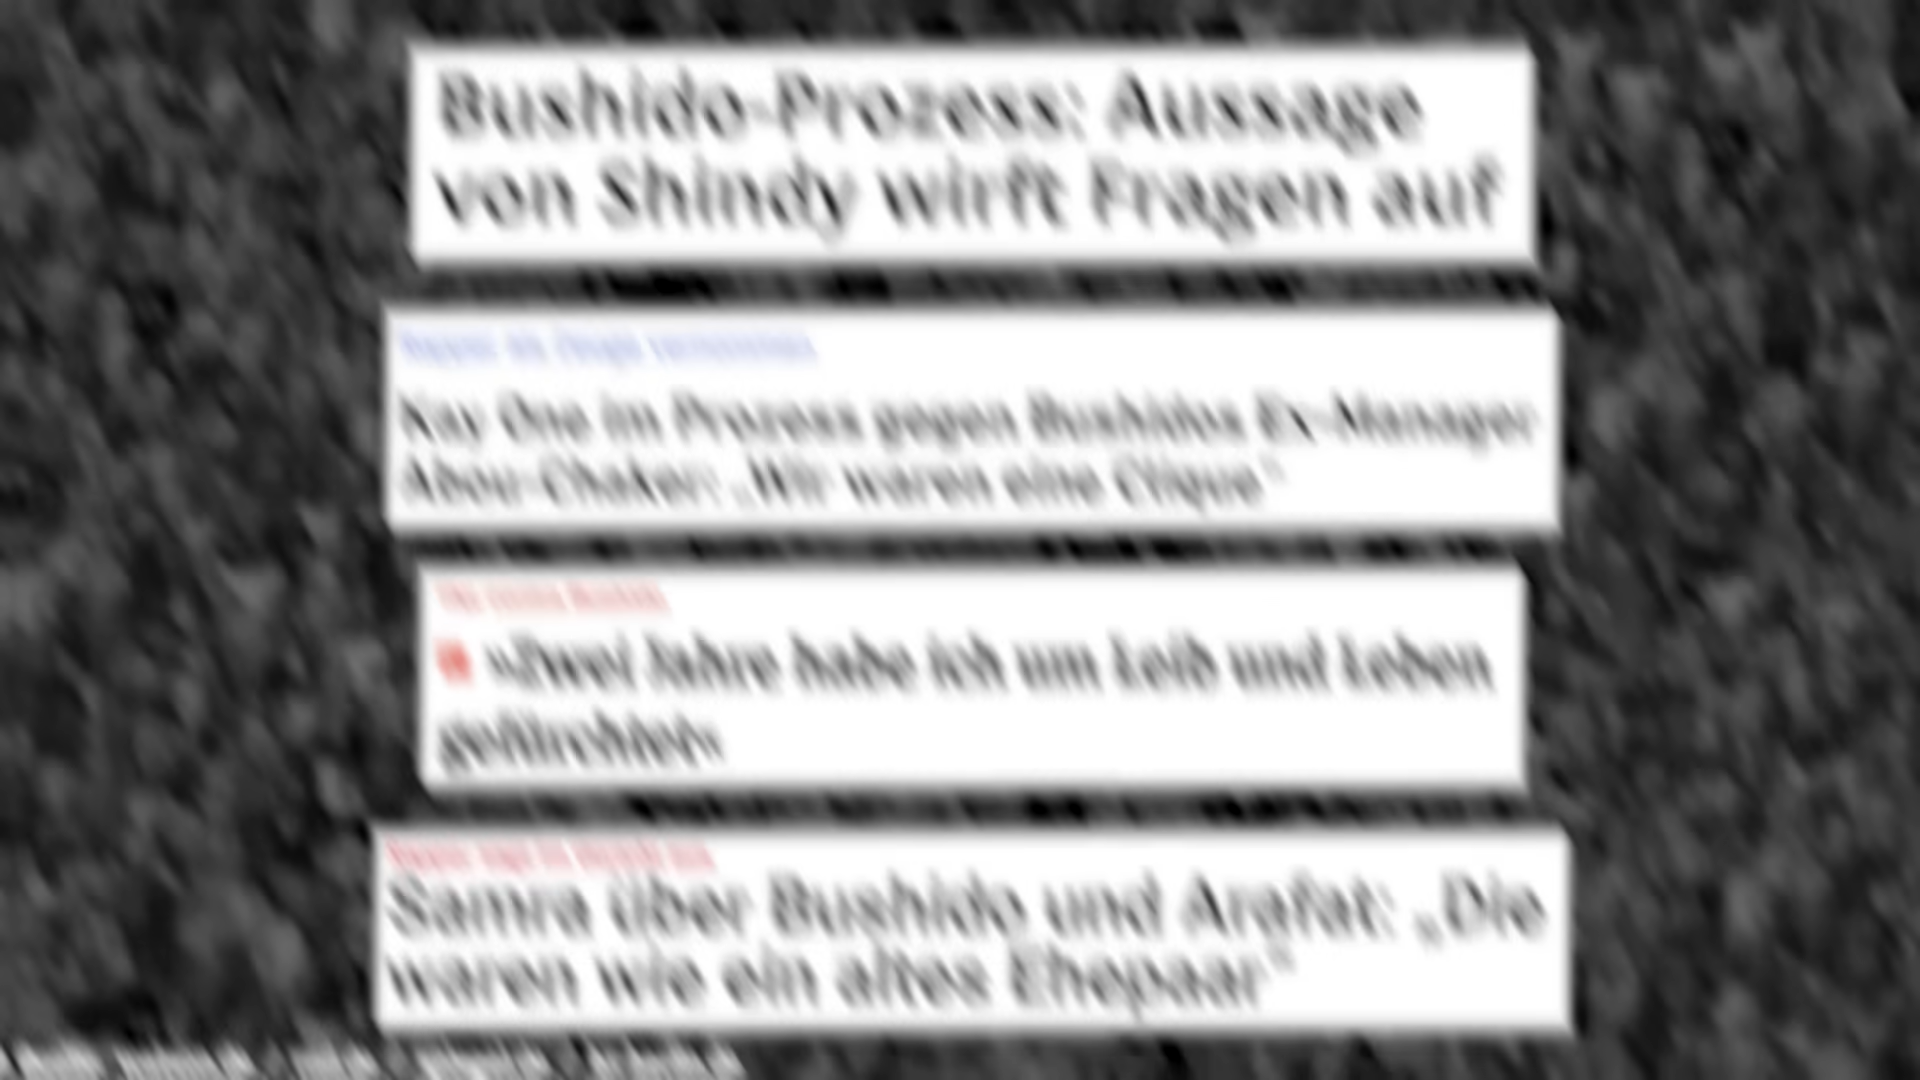 Bushido-Prozess: Aussage
von Shindy wirft Fragen auf
Kay One im Prozess gegen Bushidos Ex-Manager
Abou-Chaker: „Wir waren eine Clique“
»Zwei Jahre habe ich um Leib und Leben
gefürchtet«
Samra über Bushido und Arafat: „Die
waren wie ein altes Ehepaar“